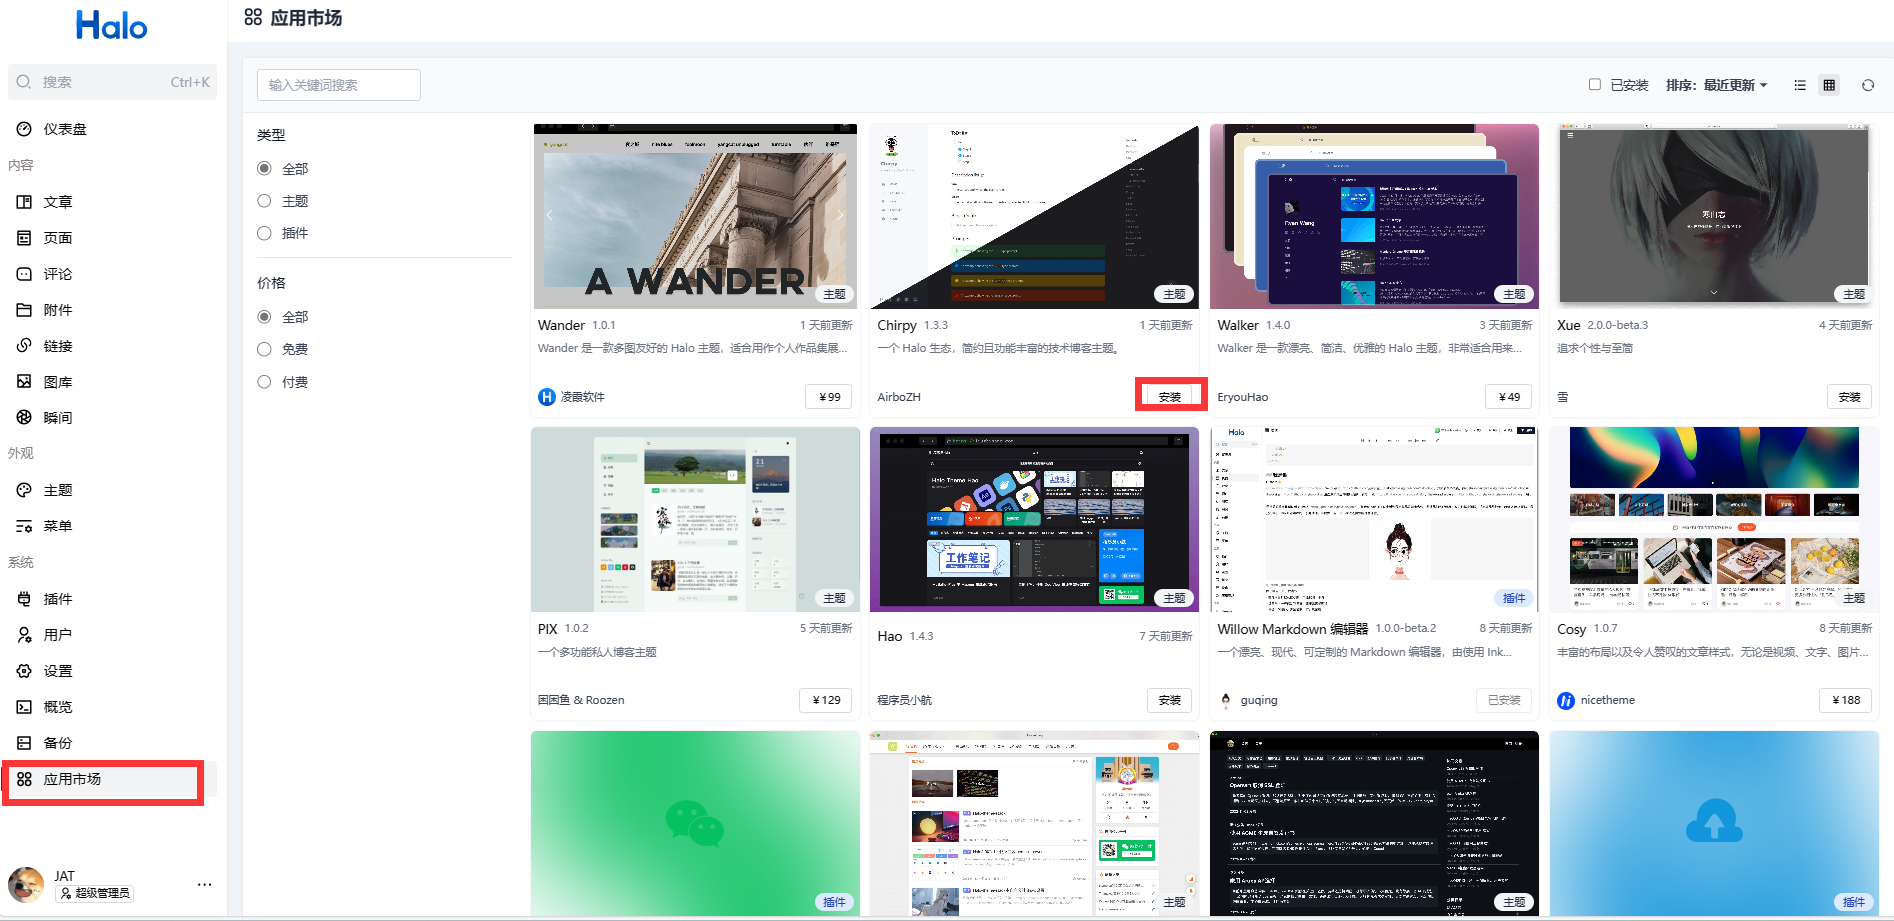 Halo
应用市场
搜索
Ctrl+K
仪表盘
内容
文章
页面
评论
附件
链接
图库
瞬间
外观
主题
菜单
系统
插件
用户
设置
概览
备份
应用市场
JAT
超级管理员
输入关键词搜索
已安装
排序：最近更新
类型
全部
主题
插件
价格
全部
免费
付费
A WANDER
主题
Wander 1.0.1
1 天前更新
Wander 是一款多图友好的 Halo 主题，适合用作个人作品集展...
凌霞软件
¥ 99
主题
Chirpy 1.3.3
1 天前更新
一个 Halo 生态，简约且功能丰富的技术博客主题。
AirboZH
安装
Evan Wang
主题
Walker 1.4.0
3 天前更新
Walker 是一款漂亮、简洁、优雅的 Halo 主题，非常适合用来...
EryouHao
¥ 49
寒山志
主题
Xue 2.0.0-beta.3
4 天前更新
追求个性与至简
雪
安装
主题
PIX 1.0.2
5 天前更新
一个多功能私人博客主题
困困鱼 & Roozen
¥ 129
Halo Theme Hao
工作笔记
主题
Hao 1.4.3
7 天前更新
程序员小航
安装
Halo
插件
Willow Markdown 编辑器 1.0.0-beta.2
8 天前更新
一个漂亮、现代、可定制的 Markdown 编辑器，由使用 Ink...
guqing
已安装
主题
Cosy 1.0.7
8 天前更新
丰富的布局以及令人赞叹的文章样式，无论是视频、文字、图片...
nicetheme
¥ 188
插件
主题
主题
插件